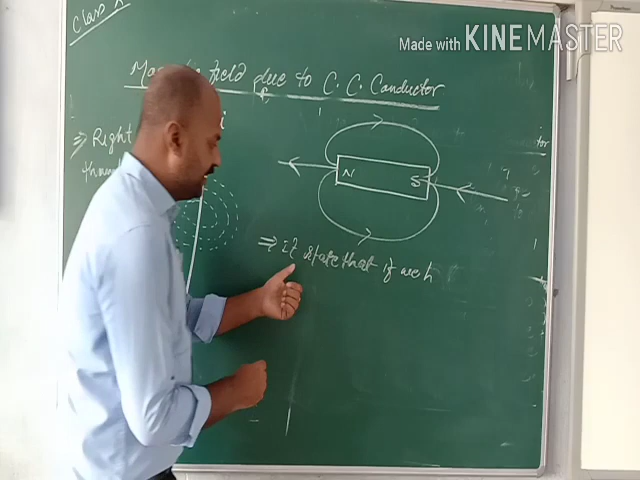 Made with KINEMASTER
Class X
field due to C.C. Conductor
⇒ Right
N S
⇒ it state that if we h